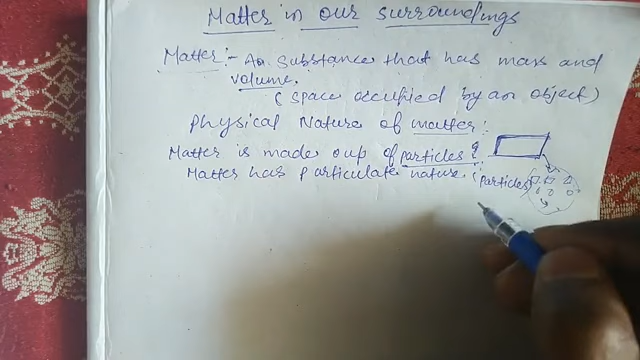 Matter in our surroundings
Matter:- An substance that has mass and
volume.
(space occupied by an object)
Physical Nature of matter:
Matter is made oup of particles &
Matter has particulate nature : (particles)